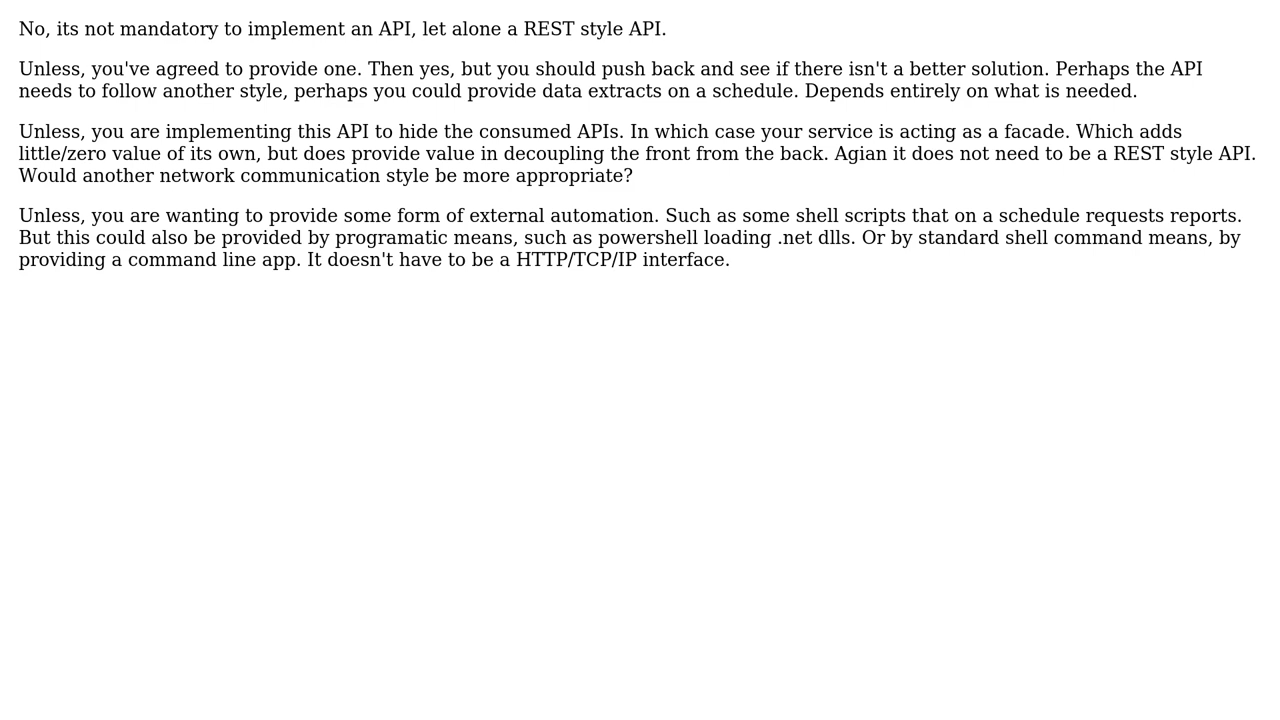 No, its not mandatory to implement an API, let alone a REST style API.
Unless, you've agreed to provide one. Then yes, but you should push back and see if there isn't a better solution. Perhaps the API
needs to follow another style, perhaps you could provide data extracts on a schedule. Depends entirely on what is needed.
Unless, you are implementing this API to hide the consumed APIs. In which case your service is acting as a facade. Which adds
little/zero value of its own, but does provide value in decoupling the front from the back. Agian it does not need to be a REST style API.
Would another network communication style be more appropriate?
Unless, you are wanting to provide some form of external automation. Such as some shell scripts that on a schedule requests reports.
But this could also be provided by programatic means, such as powershell loading .net dlls. Or by standard shell command means, by
providing a command line app. It doesn't have to be a HTTP/TCP/IP interface.